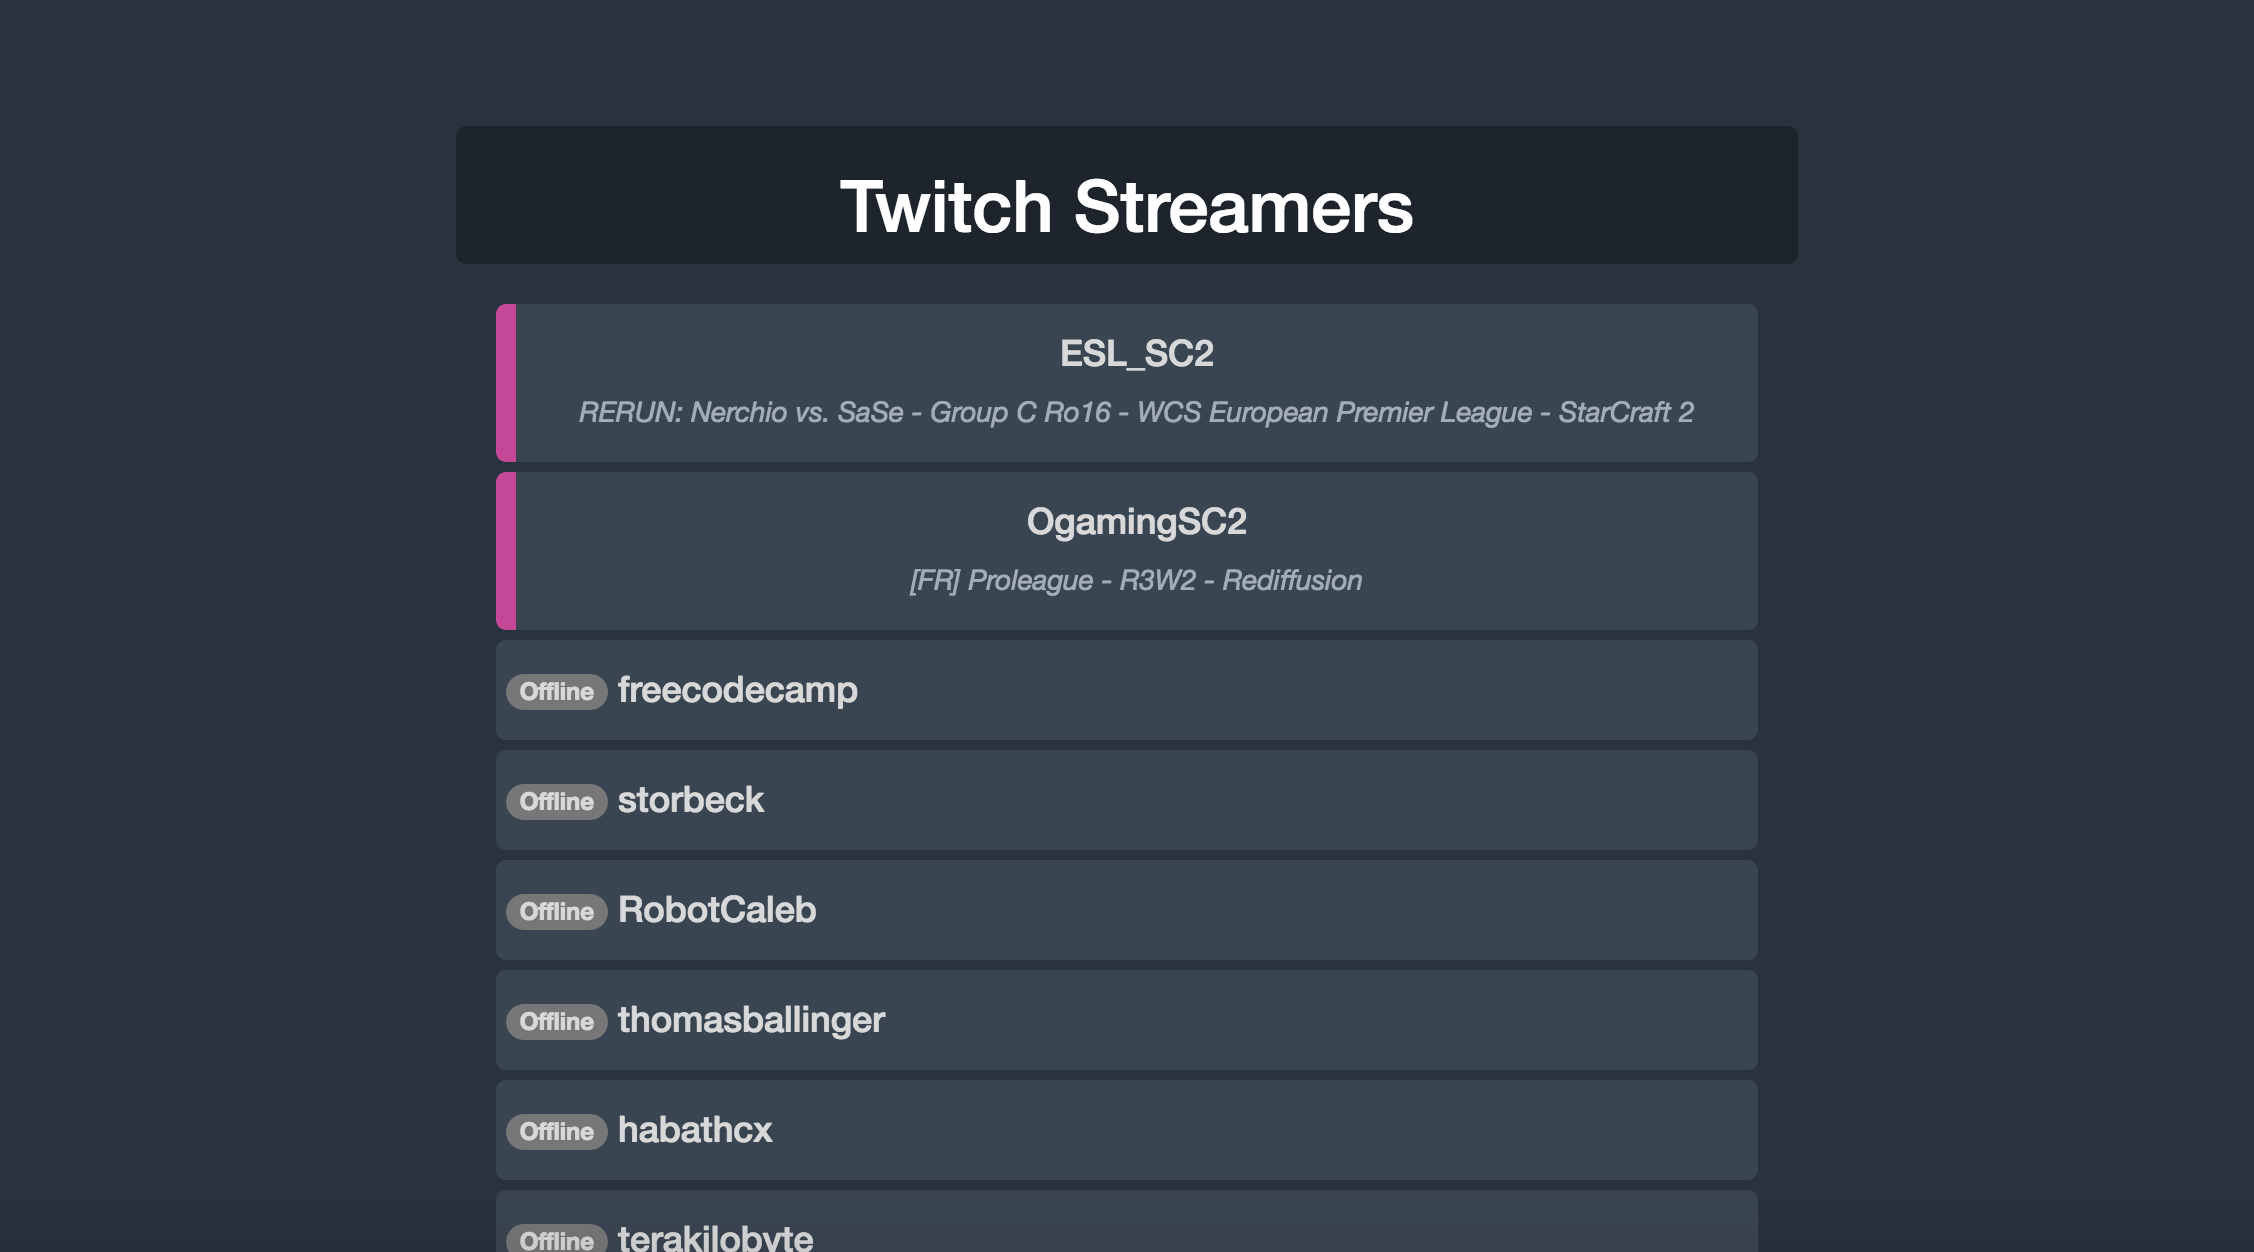 Twitch Streamers
ESL_SC2
RERUN: Nerchio vs. SaSe - Group C Ro16 - WCS European Premier League - StarCraft 2
OgamingSC2
[FR] Proleague - R3W2 - Rediffusion
Offline freecodecamp
Offline storbeck
Offline RobotCaleb
Offline thomasballinger
Offline habathcx
Offline terakilobyte